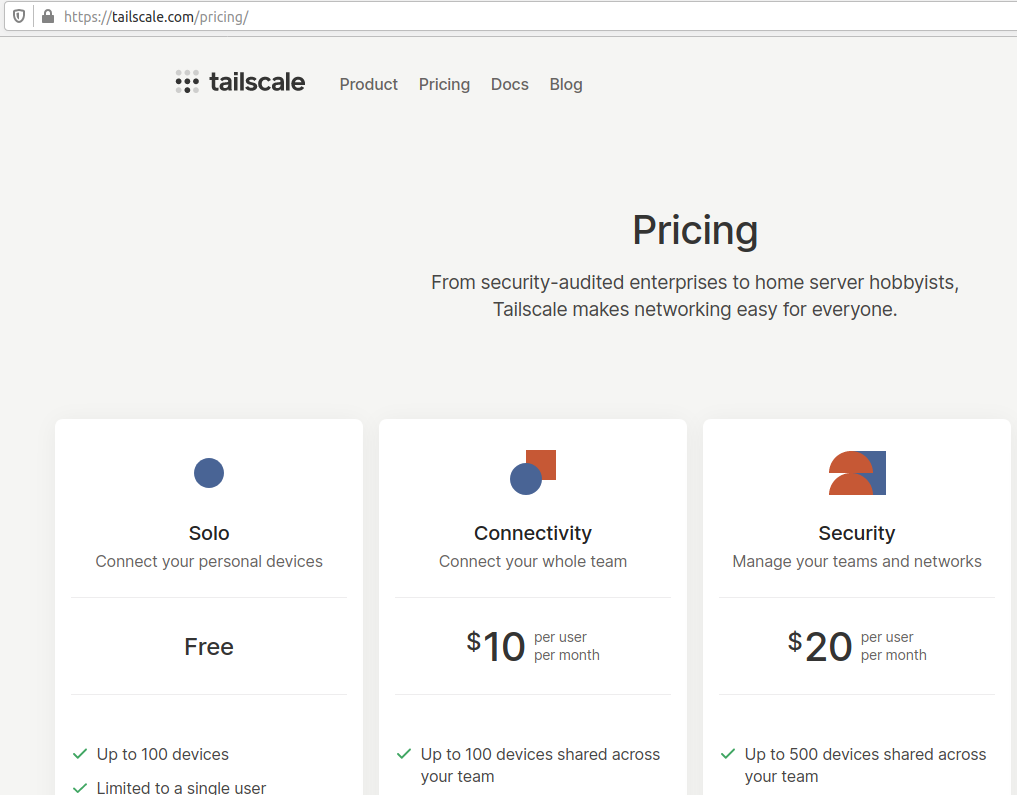 https://tailscale.com/pricing/
tailscale Product Pricing Docs Blog
Pricing
From security-audited enterprises to home server hobbyists,
Tailscale makes networking easy for everyone.
Solo
Connect your personal devices
Free
Up to 100 devices
Limited to a single user
Connectivity
Connect your whole team
$10 per user
per month
Up to 100 devices shared across
your team
Security
Manage your teams and networks
$20 per user
per month
Up to 500 devices shared across
your team